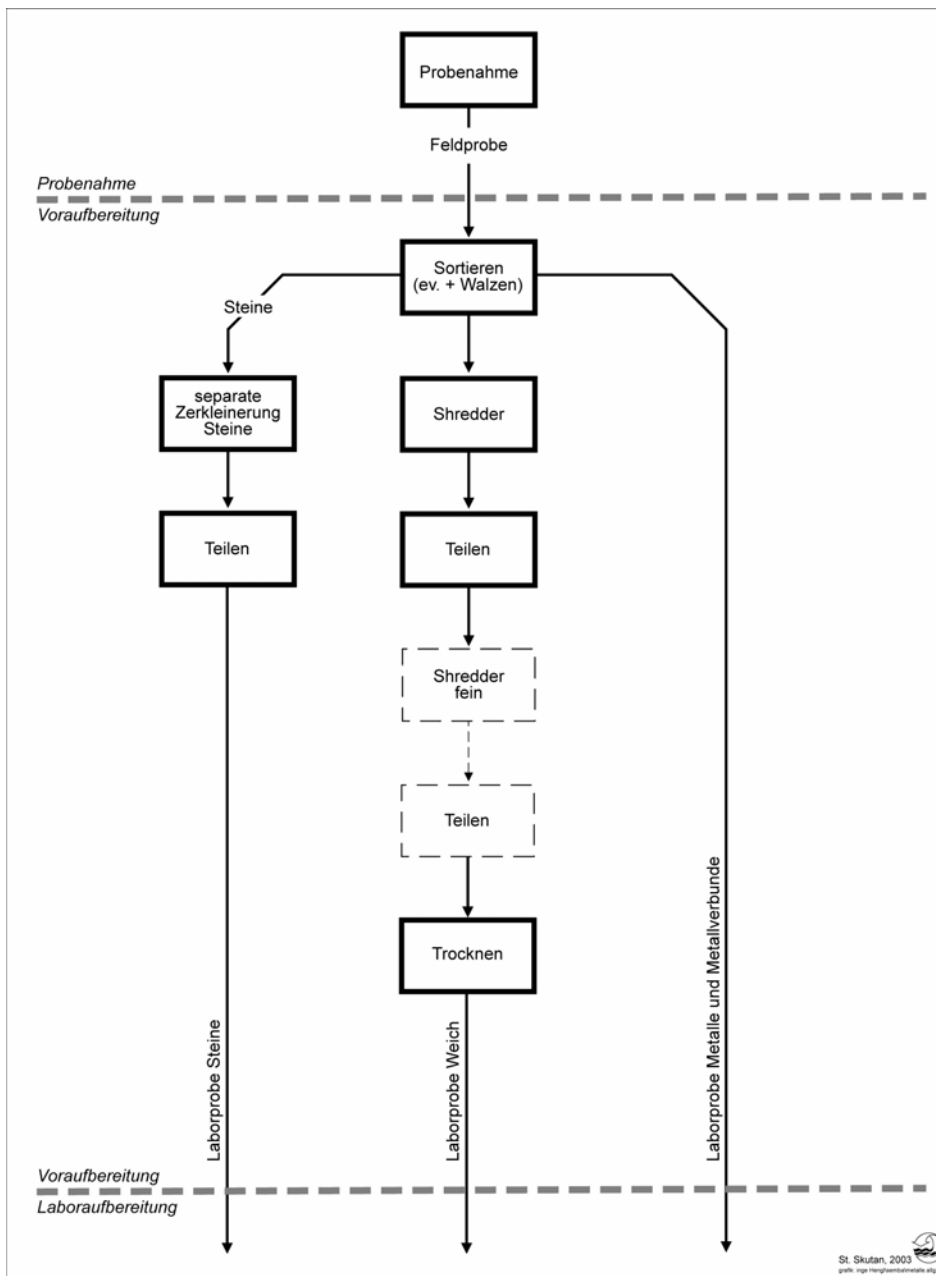 Probenahme
Feldprobe
Probenahme
Voraufbereitung
Sortieren
(ev. + Walzen)
Steine
separate
Zerkleinerung
Steine
Shredder
Teilen
Teilen
Shredder
fein
Teilen
Trocknen
Laborprobe Steine
Laborprobe Weich
Laborprobe Metalle und Metallverbunde
Voraufbereitung
Laboraufbereitung
St. Skutan, 2003